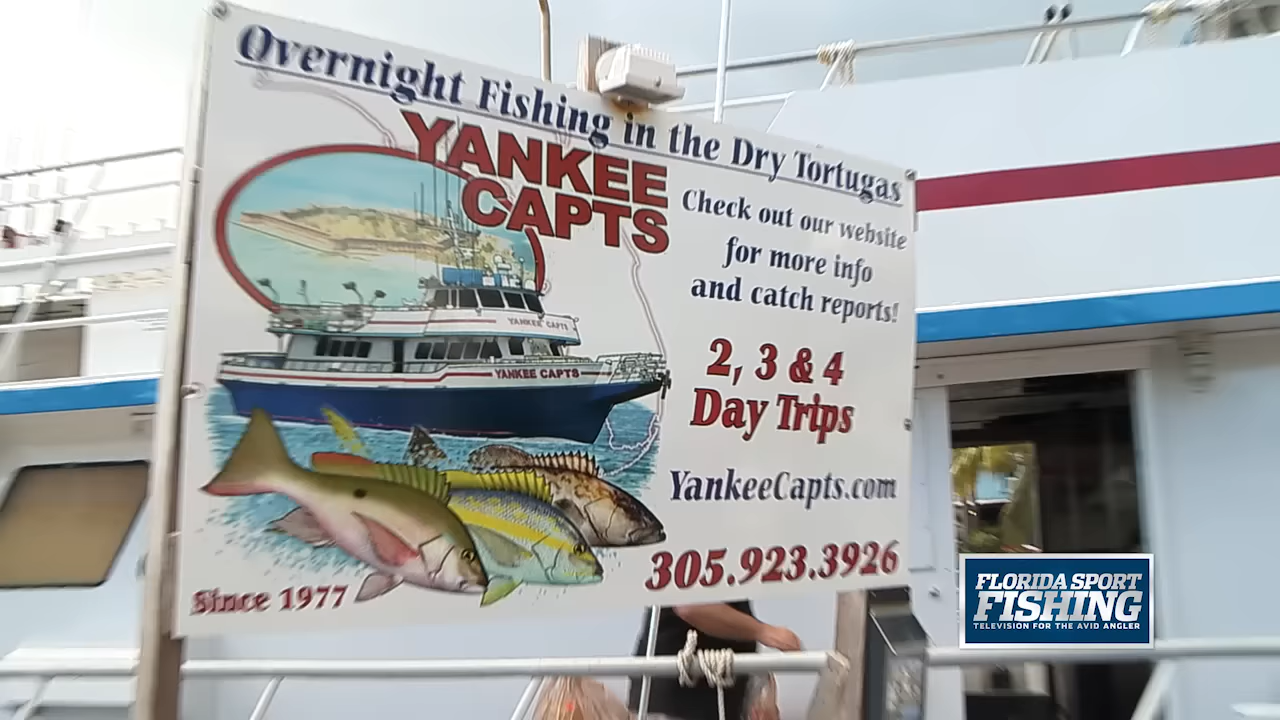 Overnight Fishing in the Dry Tortugas
YANKEE
CAPTS
Check out our website
for more info
and catch reports!
YANKEE CAPTS
YANKEE CAPTS
2, 3 & 4
Day Trips
YankeeCapts.com
305.923.3926
Since 1977
FLORIDA SPORT
FISHING
TELEVISION FOR THE AVID ANGLER